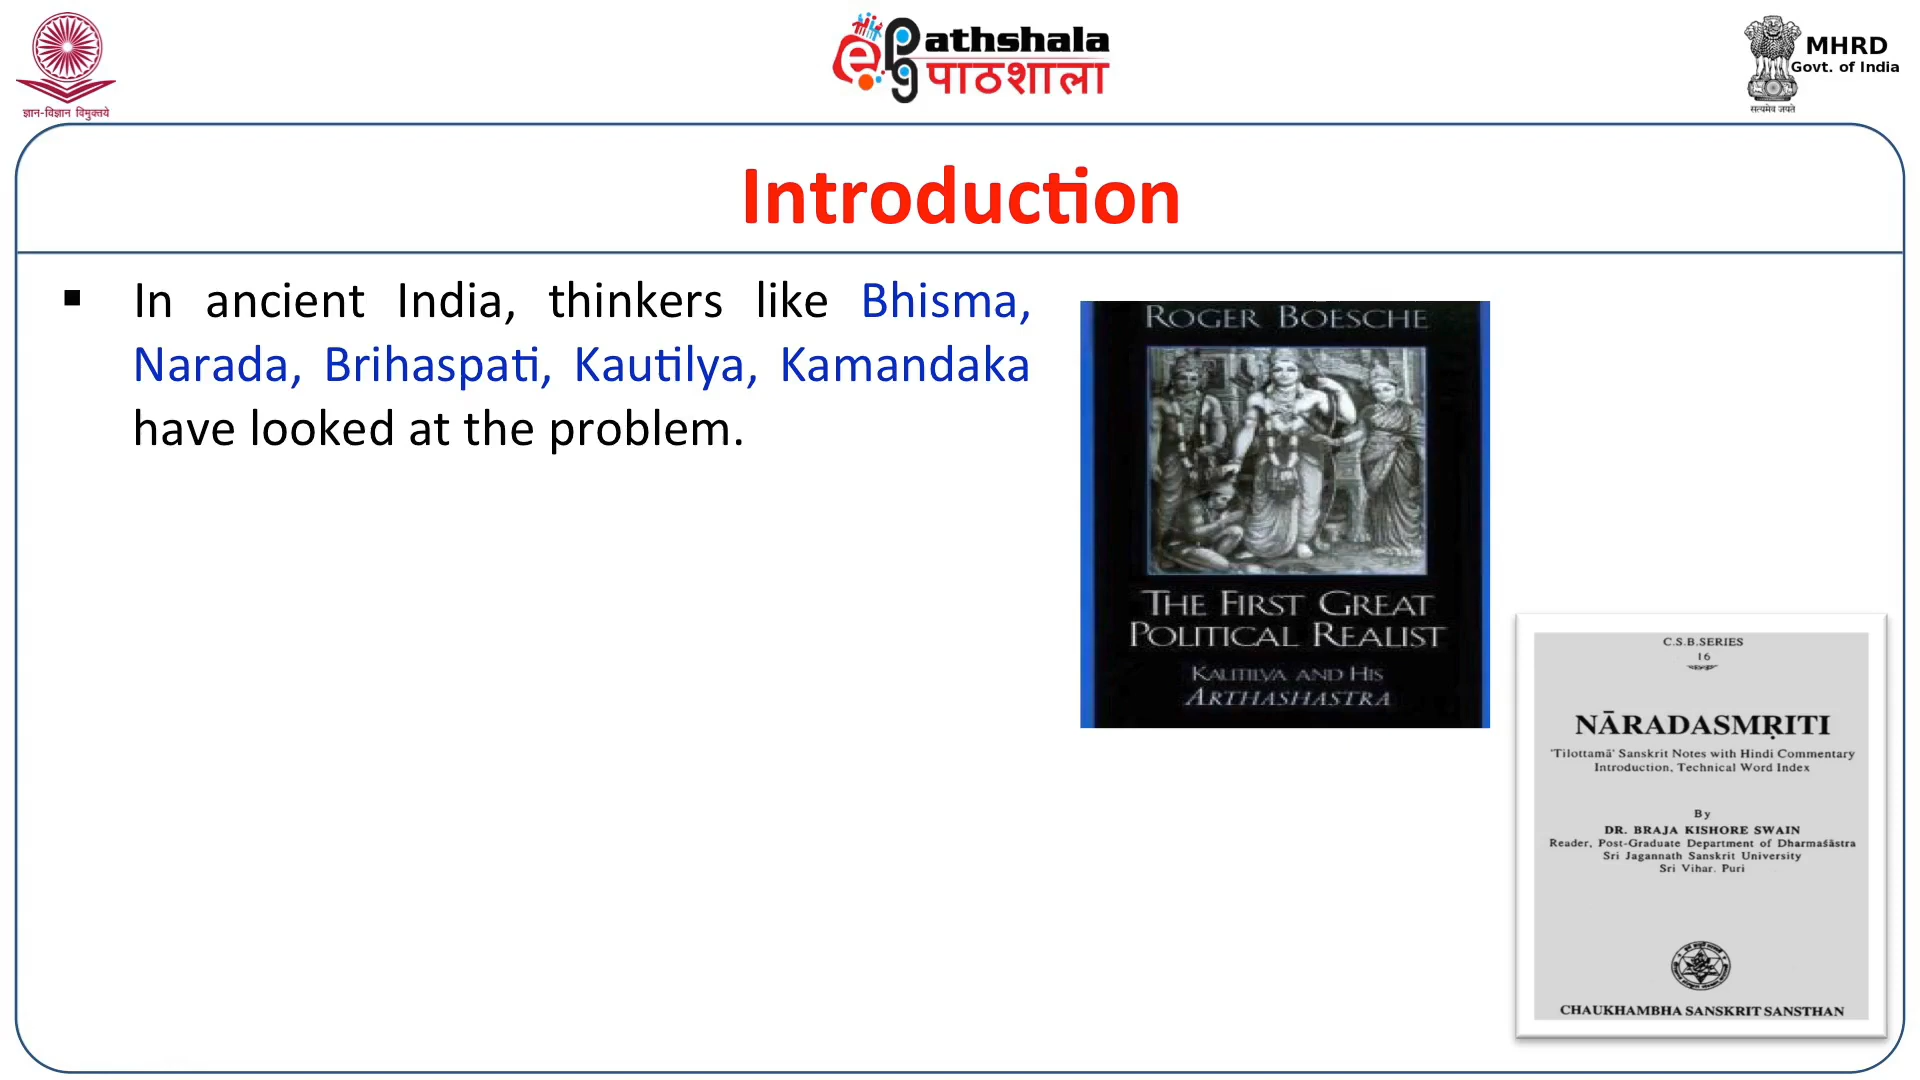 ज्ञान-विज्ञान विमुक्तये
e
pg
Pathshala
पाठशाला
MHRD
Govt. of India
सत्यमेव जयते
Introduction
▪ In ancient India, thinkers like Bhisma,
Narada, Brihaspati, Kautilya, Kamandaka
have looked at the problem.
ROGER BOESCHE
THE FIRST GREAT
POLITICAL REALIST
KAUTILYA AND HIS
ARTHASHASTRA
C.S.B.SERIES
16
NĀRADASMṚITI
'Tilottamā' Sanskrit Notes with Hindi Commentary
Introduction, Technical Word Index
By
DR. BRAJA KISHORE SWAIN
Reader, Post-Graduate Department of Dharmaśāstra
Sri Jagannath Sanskrit University
Sri Vihar. Puri
CHAUKHAMBHA SANSKRIT SANSTHAN